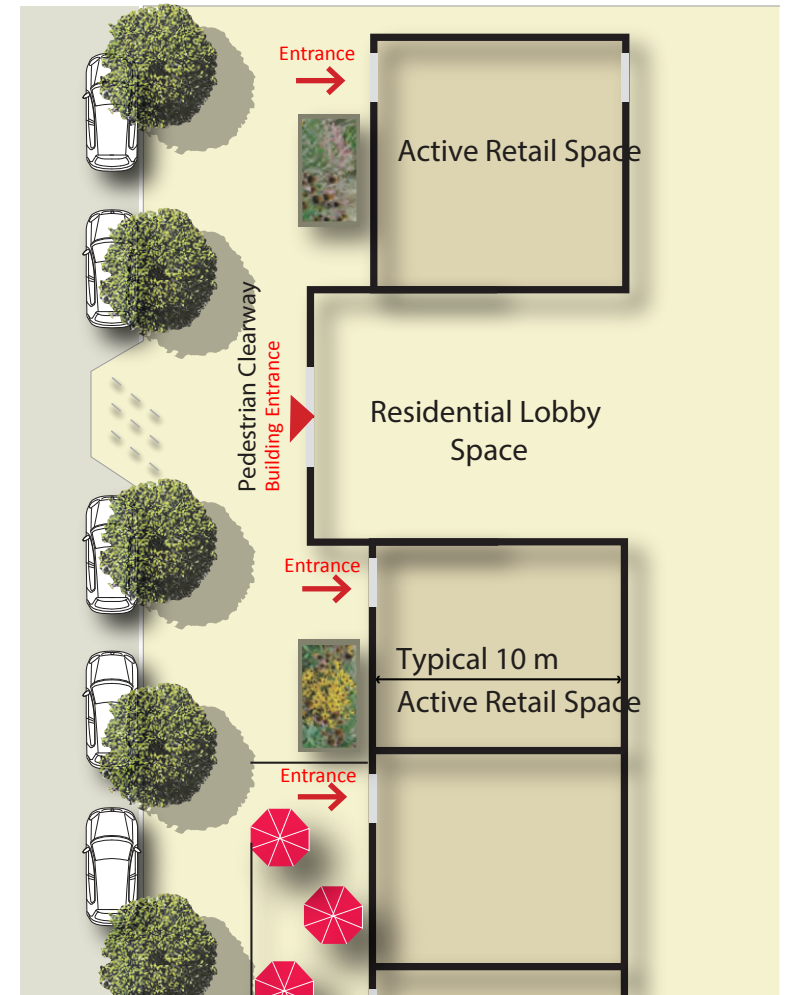 Entrance
Active Retail Space
Pedestrian Clearway
Building Entrance
Residential Lobby
Space
Entrance
Typical 10 m
Active Retail Space
Entrance